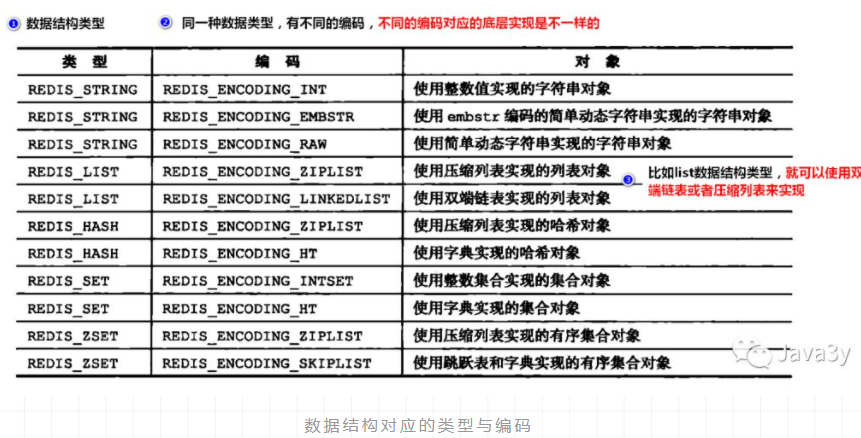 1 数据结构类型
2 同一种数据类型，有不同的编码，不同的编码对应的底层实现是不一样的
类 型 编 码 对 象
REDIS_STRING REDIS_ENCODING_INT 使用整数值实现的字符串对象
REDIS_STRING REDIS_ENCODING_EMBSTR 使用 embstr 编码的简单动态字符串实现的字符串对象
REDIS_STRING REDIS_ENCODING_RAW 使用简单动态字符串实现的字符串对象
REDIS_LIST REDIS_ENCODING_ZIPLIST 使用压缩列表实现的列表对象
REDIS_LIST REDIS_ENCODING_LINKEDLIST 使用双端链表实现的列表对象
3 比如list数据结构类型，就可以使用双
端链表或者压缩列表来实现
REDIS_HASH REDIS_ENCODING_ZIPLIST 使用压缩列表实现的哈希对象
REDIS_HASH REDIS_ENCODING_HT 使用字典实现的哈希对象
REDIS_SET REDIS_ENCODING_INTSET 使用整数集合实现的集合对象
REDIS_SET REDIS_ENCODING_HT 使用字典实现的集合对象
REDIS_ZSET REDIS_ENCODING_ZIPLIST 使用压缩列表实现的有序集合对象
REDIS_ZSET REDIS_ENCODING_SKIPLIST 使用跳跃表和字典实现的有序集合对象
Java3y
数据结构对应的类型与编码